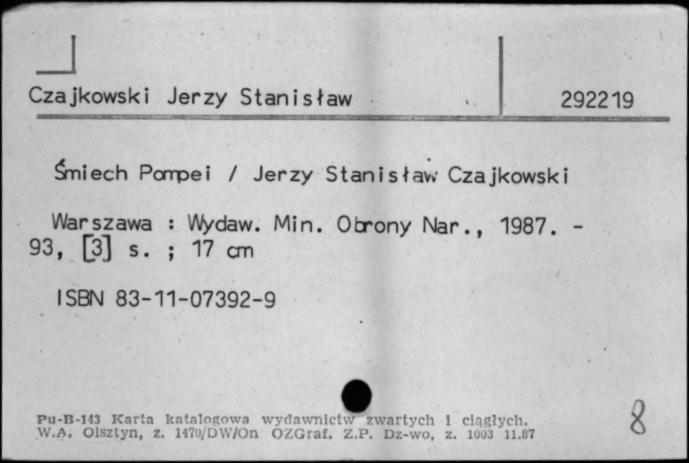 Czajkowski Jerzy Stanisław 292219
Śmiech Pompei / Jerzy Stanisław Czajkowski
Warszawa : Wydaw. Min. Obrony Nar., 1987. -
93, [3] s. ; 17 cm
ISBN 83-11-07392-9
8
Pu-B-143 Karta katalogowa wydawnictw zwartych i ciągłych.
W.A. Olsztyn, z. 1470/DW/On OZGraf. Z.P. Dz-wo, z. 1003 11.87